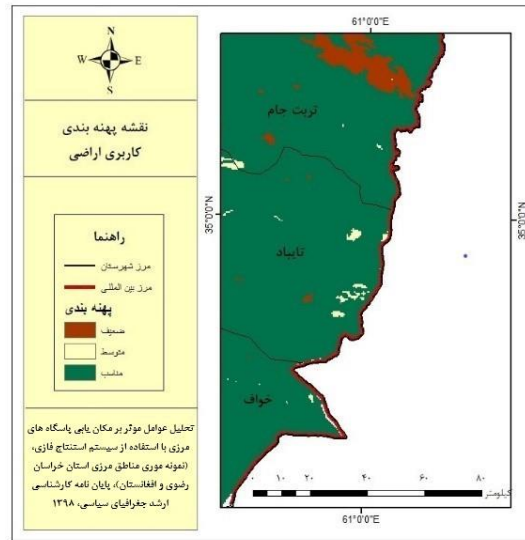 N
W E
S
نقشه پهنه بندی
کاربری اراضی
راهنما
مرز شهرستان
مرز بین المللی
پهنه بندی
ضعیف
متوسط
مناسب
تحلیل عوامل موثر بر مکان یابی پاسگاه های
مرزی با استفاده از سیستم استنتاج فازی،
(نمونه موری مناطق مرزی استان خراسان
رضوی و افغانستان)، پایان نامه کارشناسی
ارشد جغرافیای سیاسی، ۱۳۹۸
61°0'0"E
تربت جام
35°0'0"N
35°0'0"N
تایباد
خواف
۰ ۱۰ ۲۰ ۴۰ ۶۰ ۸۰
کیلومتر
61°0'0"E